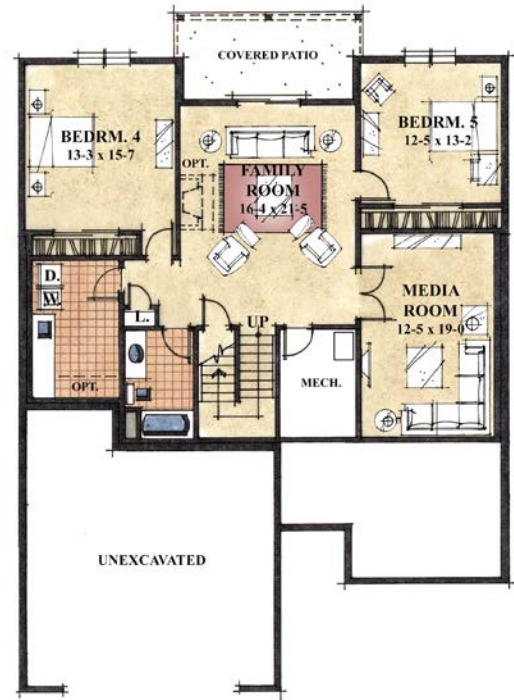 COVERED PATIO
BEDRM. 4
13-3 x 15-7
BEDRM. 5
12-5 x 13-2
OPT.
FAMILY
ROOM
16-4 x 21-5
D.
W.
OPT.
L.
UP
MECH.
MEDIA
ROOM
12-5 x 19-0
UNEXCAVATED